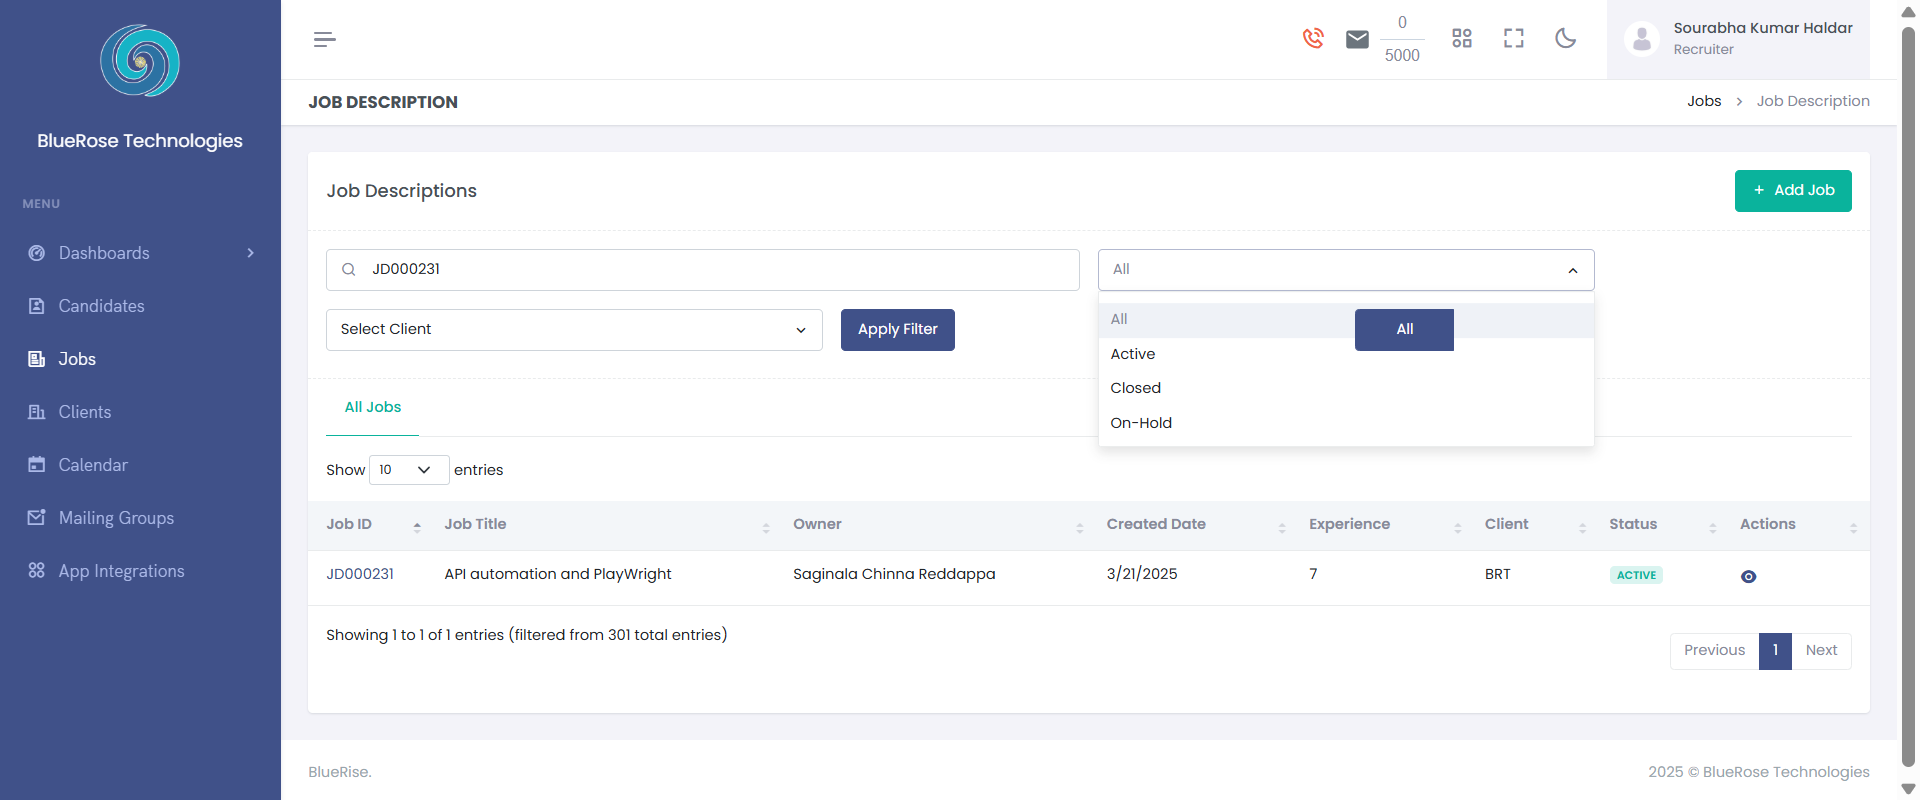 BlueRose Technologies
MENU
Dashboards
Candidates
Jobs
Clients
Calendar
Mailing Groups
App Integrations
0
5000
Sourabha Kumar Haldar
Recruiter
JOB DESCRIPTION
Jobs > Job Description
Job Descriptions
+ Add Job
JD000231
All
Select Client
Apply Filter
All
All
Active
Closed
On-Hold
All Jobs
Show 10 entries
Job ID Job Title Owner Created Date Experience Client Status Actions
JD000231 API automation and PlayWright Saginala Chinna Reddappa 3/21/2025 7 BRT ACTIVE
Showing 1 to 1 of 1 entries (filtered from 301 total entries)
Previous 1 Next
BlueRise.
2025 © BlueRose Technologies